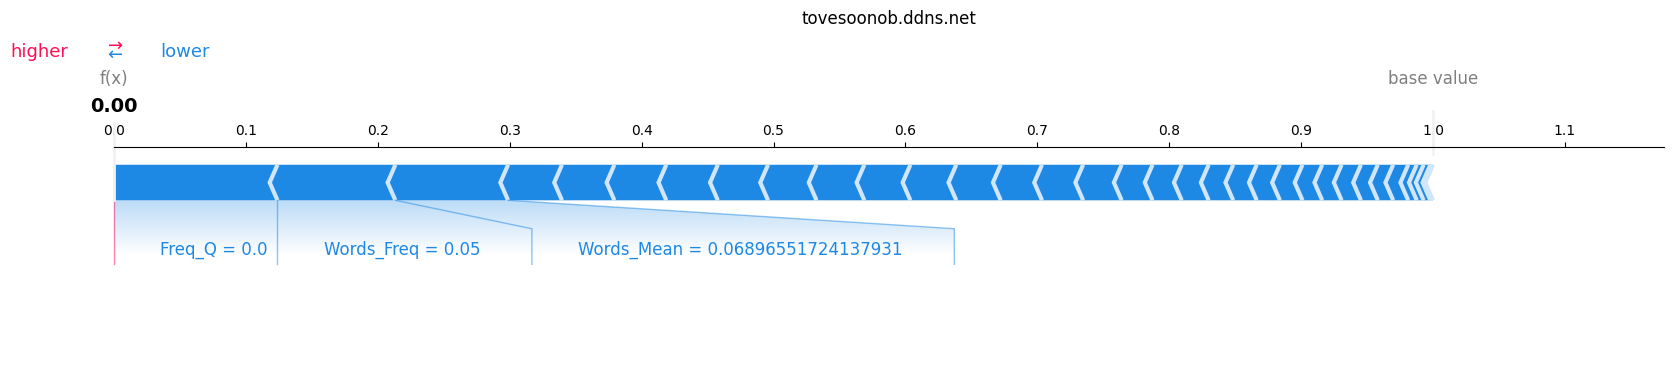 tovesoonob.ddns.net
higher ⇄ lower
f(x) base value
0.00
0.0 0.1 0.2 0.3 0.4 0.5 0.6 0.7 0.8 0.9 1.0 1.1
Freq_Q = 0.0 Words_Freq = 0.05 Words_Mean = 0.06896551724137931